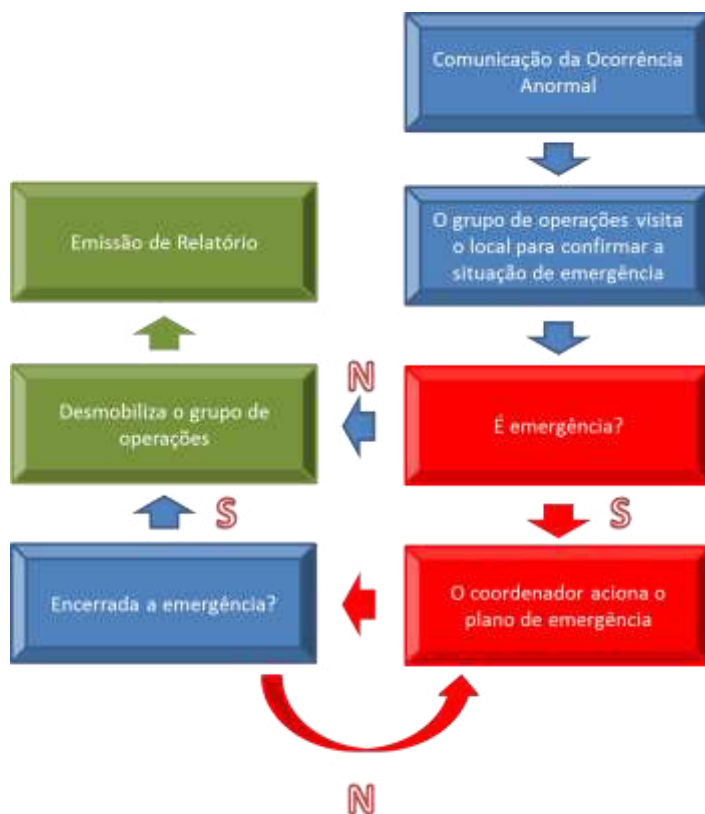 Comunicação da Ocorrência
Anormal
O grupo de operações visita
o local para confirmar a
situação de emergência
Emissão de Relatório
N
É emergência?
Desmobiliza o grupo de
operações
S
S
O coordenador aciona o
plano de emergência
Encerrada a emergência?
N